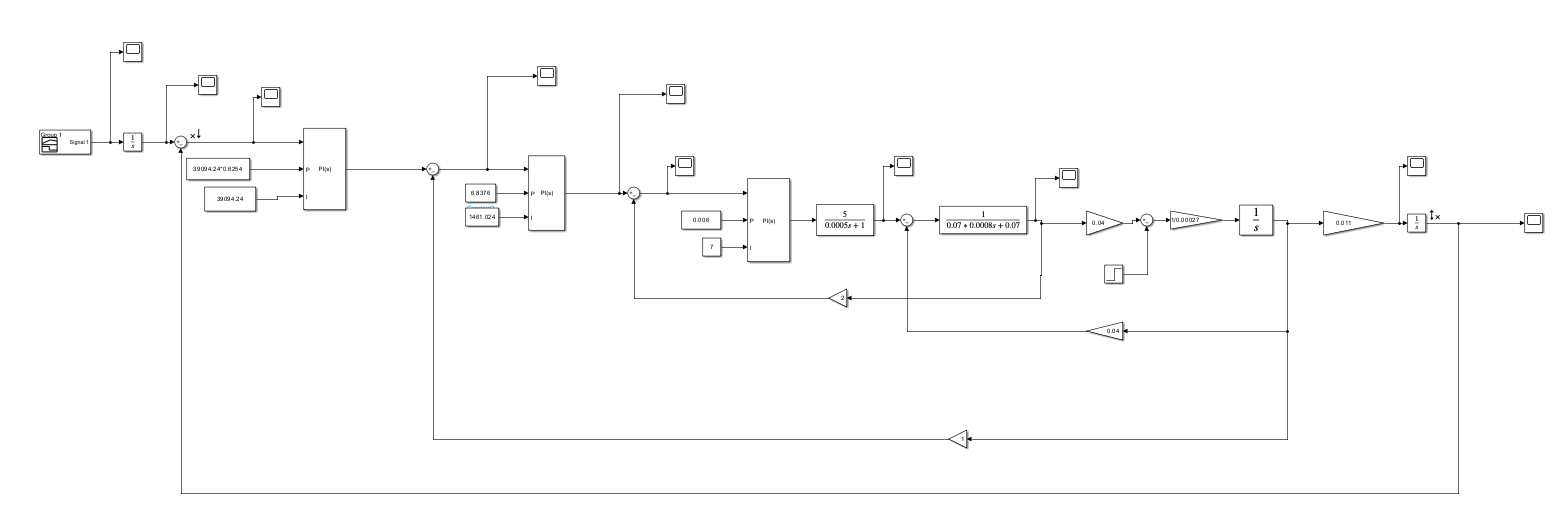 Group 1
Signal 1
1
s
+
−
×
39094.24*0.6254
39094.24
P
PI(s)
I
+
−
6.8376
1461.024
P
PI(s)
I
+
−
0.006
7
P
PI(s)
I
5
0.0005s + 1
+
−
1
0.07 * 0.0008s + 0.07
0.04
+
−
1/0.00027
1
s
0.011
1
s
×
2
0.04
1